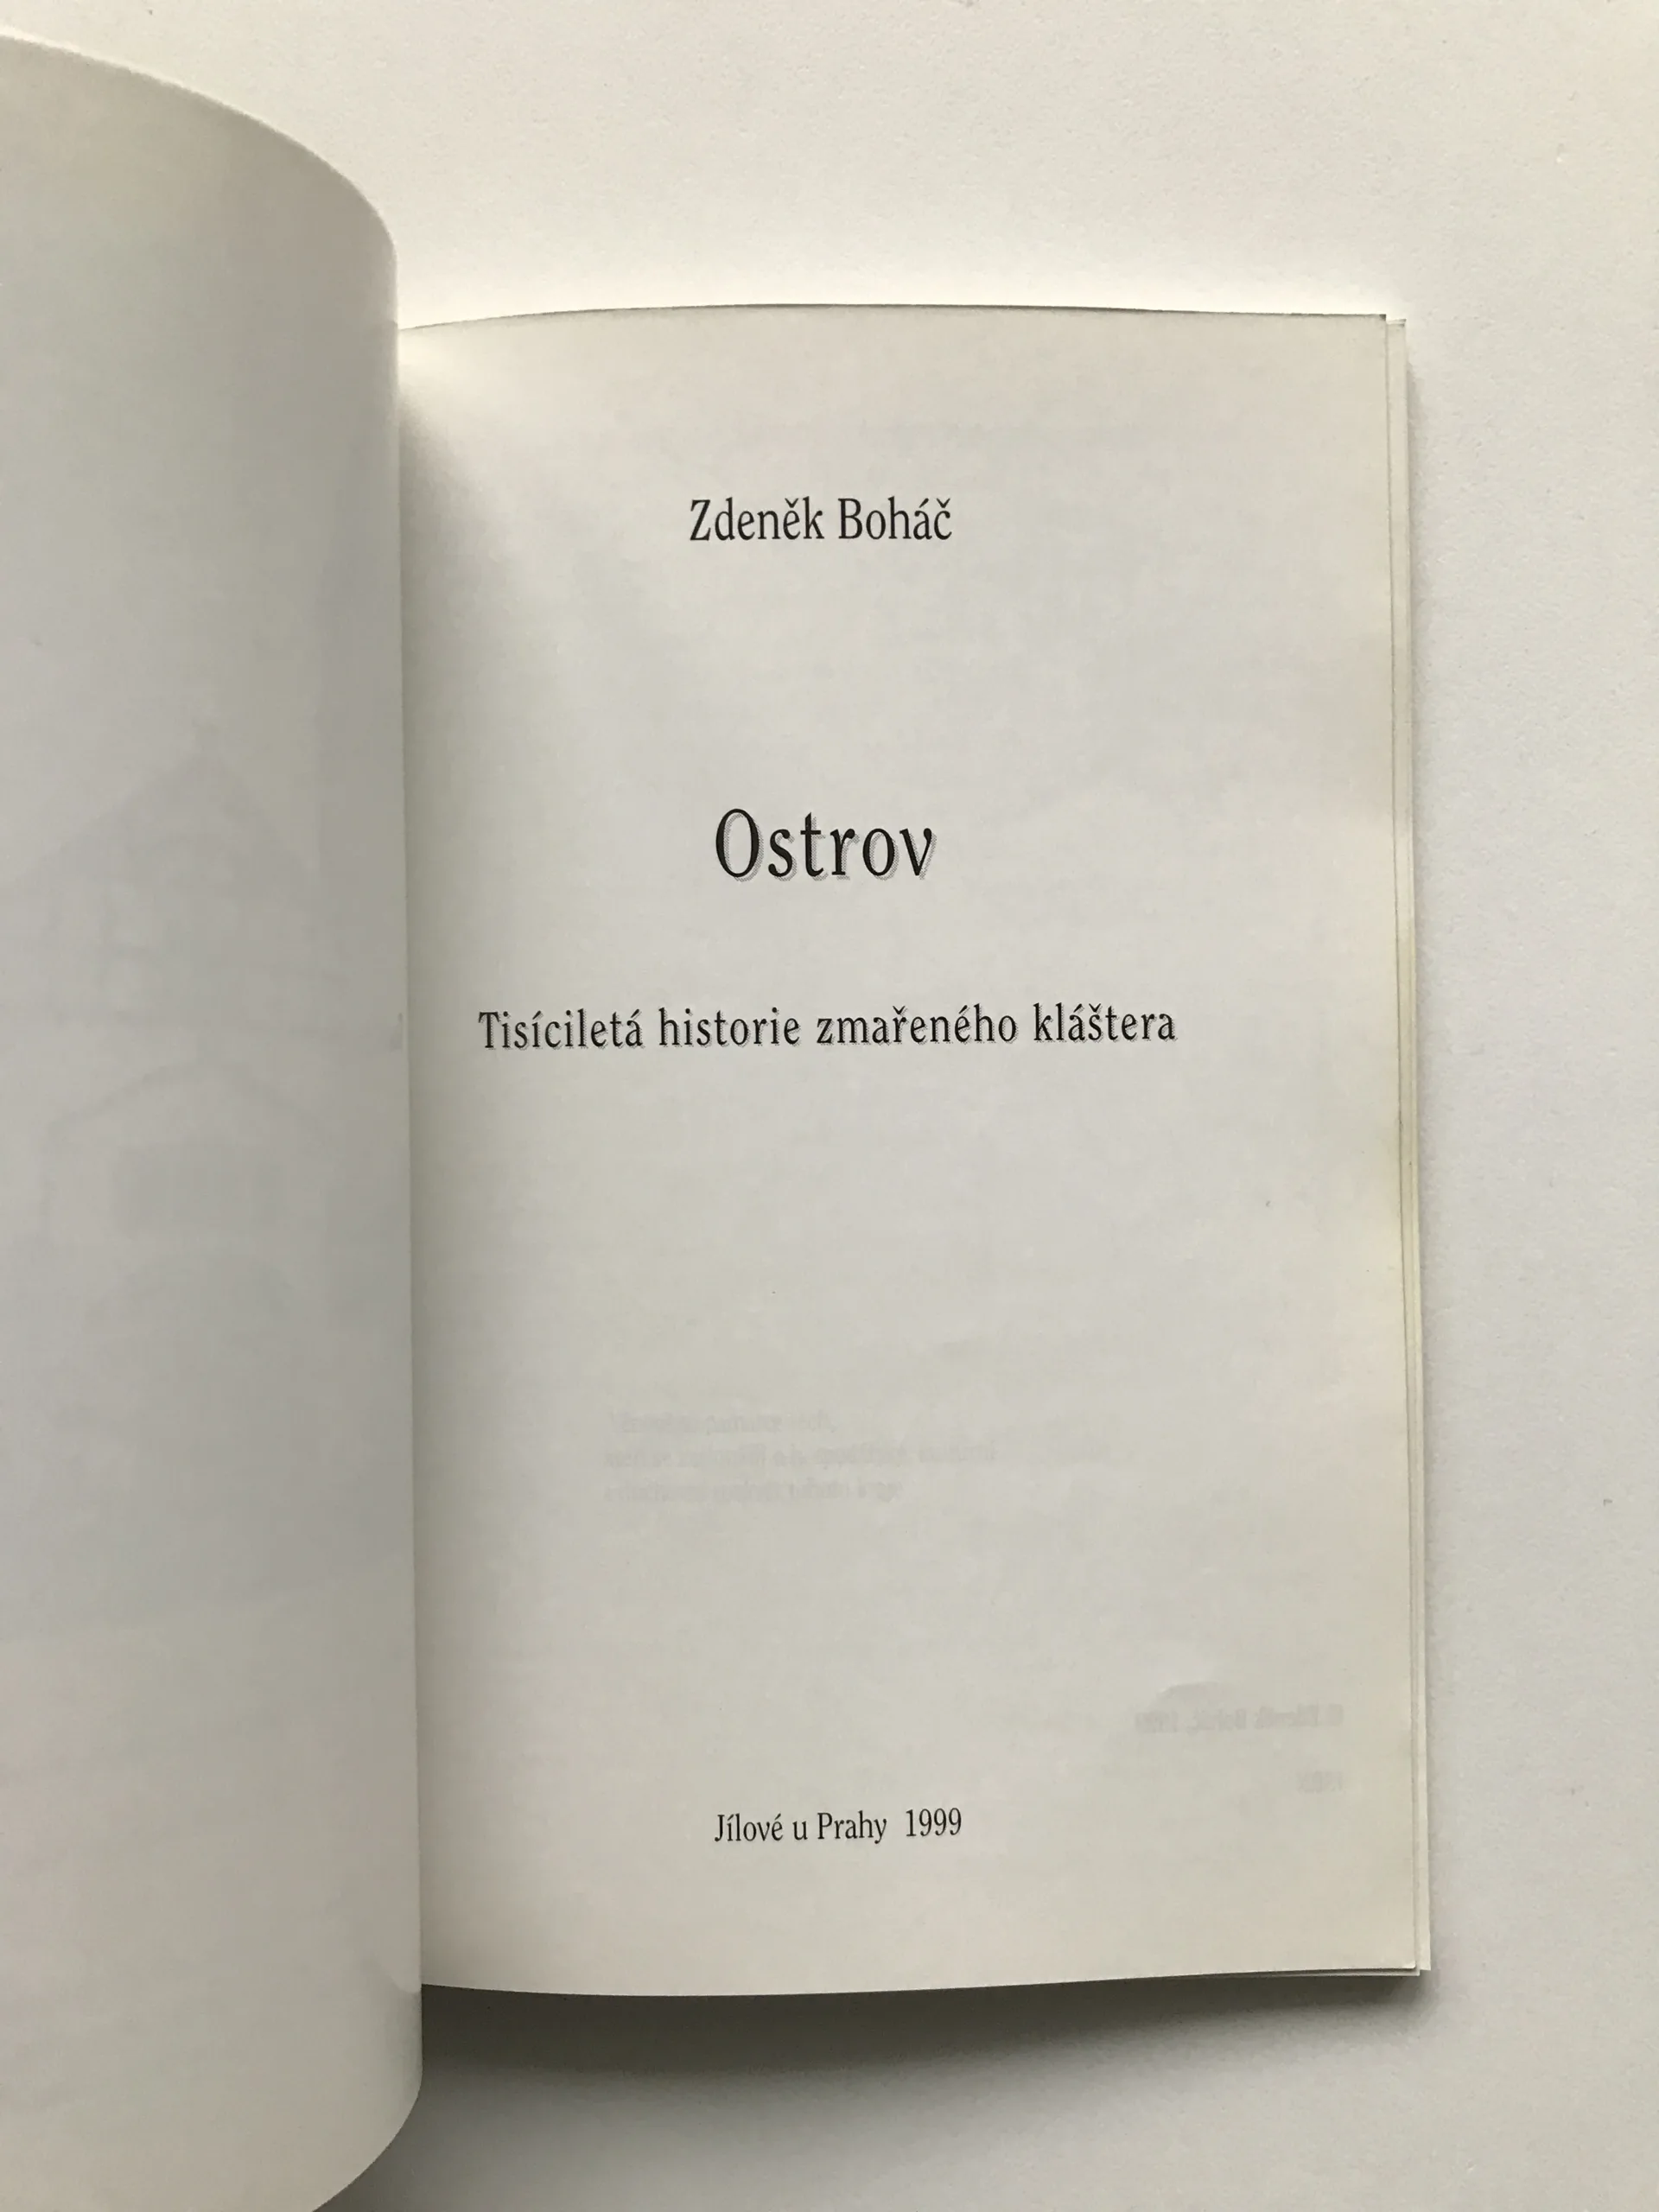 Zdeněk Boháč
Ostrov
Tisíciletá historie zmařeného kláštera
Jílové u Prahy 1999